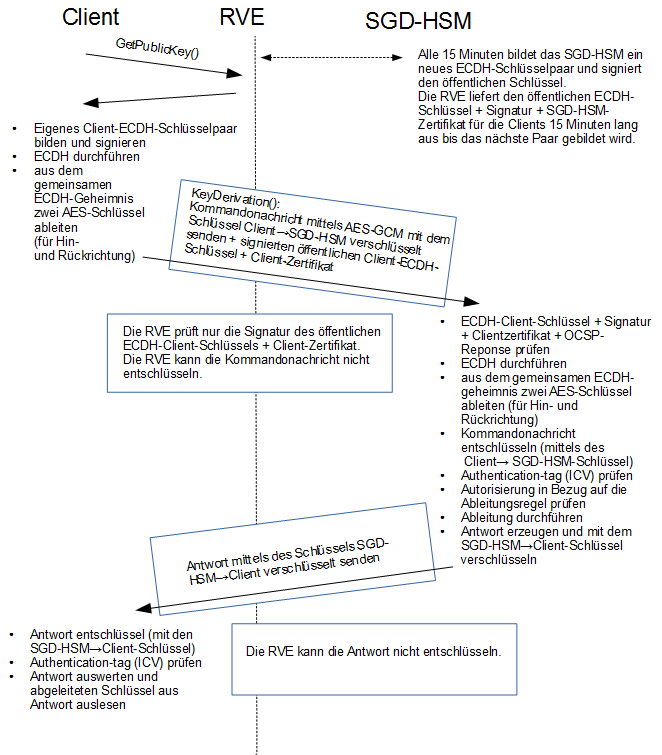 Client
RVE
SGD-HSM
GetPublicKey()
Alle 15 Minuten bildet das SGD-HSM ein
neues ECDH-Schlüsselpaar und signiert
den öffentlichen Schlüssel.
Die RVE liefert den öffentlichen ECDH-
Schlüssel + Signatur + SGD-HSM-
Zertifikat für die Clients 15 Minuten lang
aus bis das nächste Paar gebildet wird.
• Eigenes Client-ECDH-Schlüsselpaar
bilden und signieren
• ECDH durchführen
• aus dem
gemeinsamen
ECDH-Geheimnis
zwei AES-Schlüssel
ableiten
(für Hin-
und Rückrichtung)
KeyDerivation():
Kommandonachricht mittels AES-GCM mit dem
Schlüssel Client→SGD-HSM verschlüsselt
senden + signierten öffentlichen Client-ECDH-
Schlüssel + Client-Zertifikat
Die RVE prüft nur die Signatur des öffentlichen
ECDH-Client-Schlüssels + Client-Zertifikat.
Die RVE kann die Kommandonachricht nicht
entschlüseln.
• ECDH-Client-Schlüssel + Signatur
+ Clientzertifikat + OCSP-
Reponse prüfen
• ECDH durchführen
• aus dem gemeinsamen ECDH-
geheimnis zwei AES-Schlüssel
ableiten (für Hin- und
Rückrichtung)
• Kommandonachricht
entschlüseln (mittels des
Client→ SGD-HSM-Schlüssel)
• Authentication-tag (ICV) prüfen
• Autorisierung in Bezug auf die
Ableitungsregel prüfen
• Ableitung durchführen
• Antwort erzeugen und mit dem
SGD-HSM→Client-Schlüssel
verschlüseln
Antwort mittels des Schlüssels SGD-
HSM→Client verschlüsselt senden
• Antwort entschlüssel (mit den
SGD-HSM→Client-Schlüssel)
• Authentication-tag (ICV) prüfen
• Antwort auswerten und
abgeleiteten Schlüssel aus
Antwort auslesen
Die RVE kann die Antwort nicht entschlüseln.